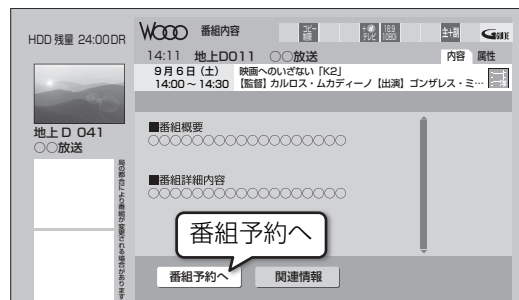 HDD 残量 24:00DR
Wooo 番組内容
コピー制限
+テレビ
16:9
1080i
主+副
GGUIDE
14:11 地上D011 ○○放送
内容 属性
9月6日（土） 映画へのいざない「K2」
14:00～14:30 【監督】カルロス・ムカディーノ【出演】ゴンザレス・ミ…
地上D 041
○○放送
局の都合により番組が変更される場合があります
■番組概要
○○○○○○○○○○○○○○○○○○○○
■番組詳細内容
○○○○○○○○○○○○○○○○○○○○
番組予約へ
番組予約へ
関連情報